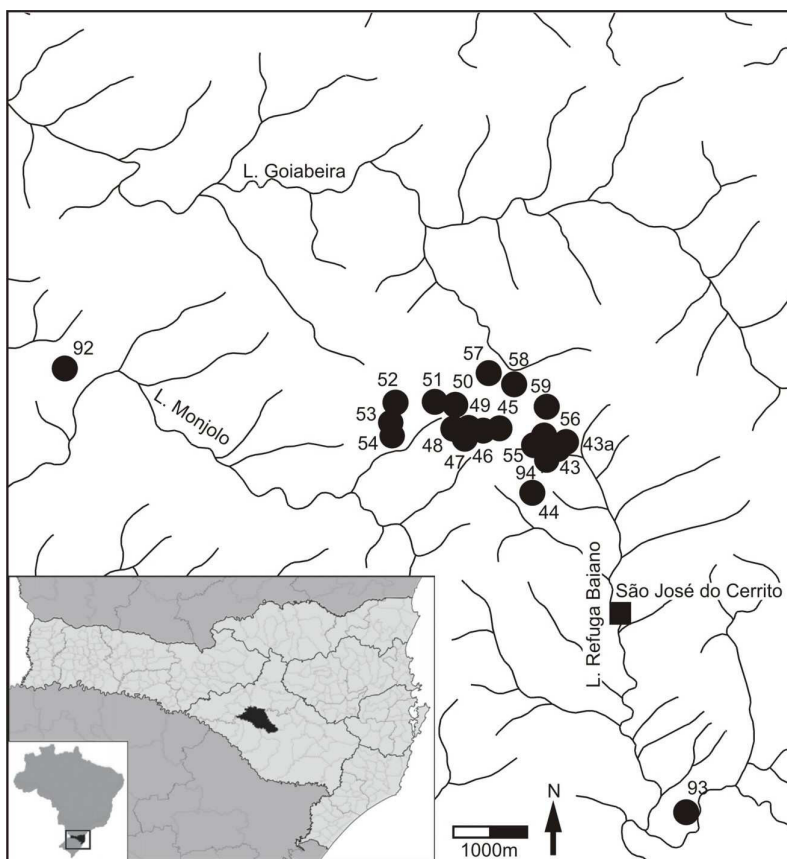 L. Goiabeira
92
L. Monjolo
57
58
52
51
50
59
49
45
53
56
54
48
55
43a
47
46
94
43
44
L. Refuga Baiano
São José do Cerrito
93
N
1000m